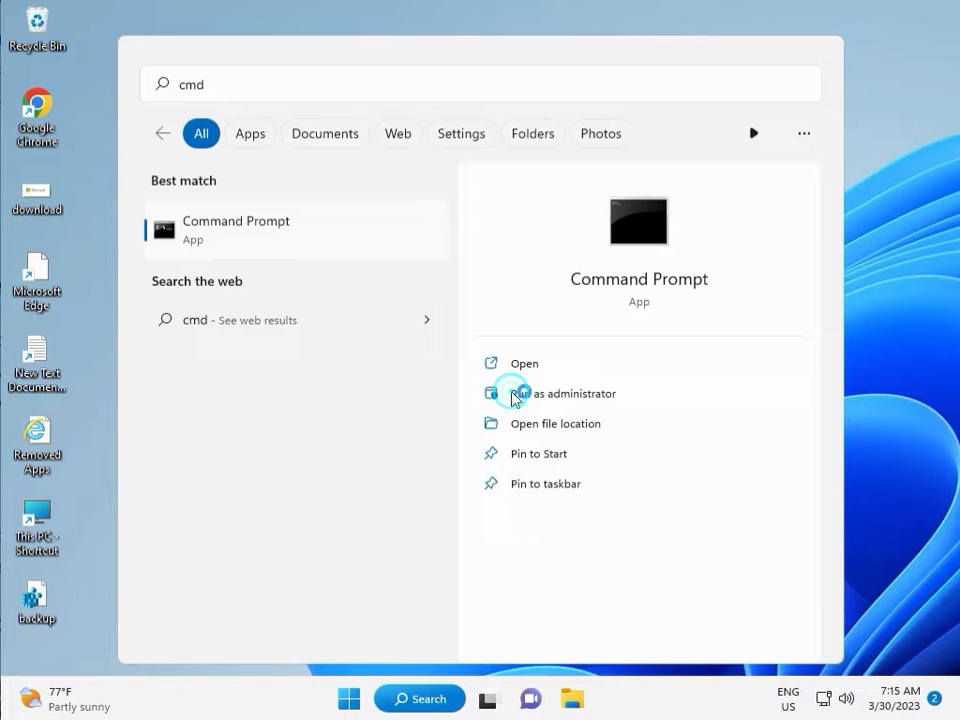 Recycle Bin
Google
Chrome
download
Microsoft
Edge
New Text
Documen...
Removed
Apps
This PC -
Shortcut
backup
cmd
All
Apps
Documents
Web
Settings
Folders
Photos
Best match
Command Prompt
App
Search the web
cmd - See web results
Command Prompt
App
Open
as administrator
Open file location
Pin to Start
Pin to taskbar
77°F
Partly sunny
Search
ENG
US
7:15 AM
3/30/2023
2